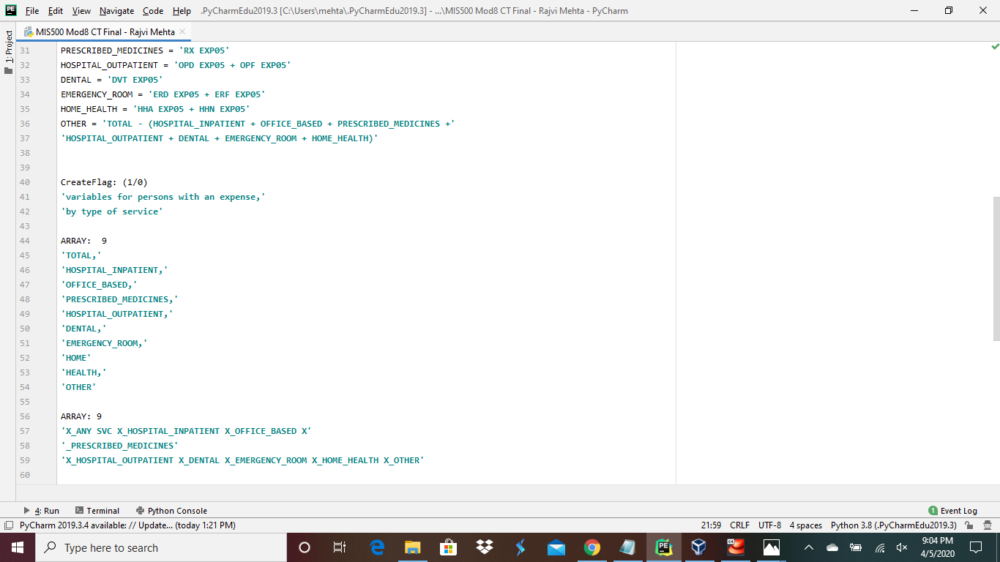 PE File Edit View Navigate Code Help .PyCharmEdu2019.3 [C:\Users\mehta\.PyCharmEdu2019.3] - ...\MIS500 Mod8 CT Final - Rajvi Mehta - PyCharm
MIS500 Mod8 CT Final - Rajvi Mehta
1: Project
31 PRESCRIBED_MEDICINES = 'RX EXP05'
32 HOSPITAL_OUTPATIENT = 'OPD EXP05 + OPF EXP05'
33 DENTAL = 'DVT EXP05'
34 EMERGENCY_ROOM = 'ERD EXP05 + ERF EXP05'
35 HOME_HEALTH = 'HHA EXP05 + HHN EXP05'
36 OTHER = 'TOTAL - (HOSPITAL_INPATIENT + OFFICE_BASED + PRESCRIBED_MEDICINES +'
37 'HOSPITAL_OUTPATIENT + DENTAL + EMERGENCY_ROOM + HOME_HEALTH)'
38
39
40 CreateFlag: (1/0)
41 'variables for persons with an expense,'
42 'by type of service'
43
44 ARRAY:  9
45 'TOTAL,'
46 'HOSPITAL_INPATIENT,'
47 'OFFICE_BASED,'
48 'PRESCRIBED_MEDICINES,'
49 'HOSPITAL_OUTPATIENT,'
50 'DENTAL,'
51 'EMERGENCY_ROOM,'
52 'HOME'
53 'HEALTH,'
54 'OTHER'
55
56 ARRAY: 9
57 'X_ANY SVC X_HOSPITAL_INPATIENT X_OFFICE_BASED X'
58 '_PRESCRIBED_MEDICINES'
59 'X_HOSPITAL_OUTPATIENT X_DENTAL X_EMERGENCY_ROOM X_HOME_HEALTH X_OTHER'
60
4: Run Terminal Python Console 1 Event Log
PyCharm 2019.3.4 available: // Update... (today 1:21 PM) 21:59 CRLF UTF-8 4 spaces Python 3.8 (.PyCharmEdu2019.3)
Type here to search PE 9:04 PM
4/5/2020